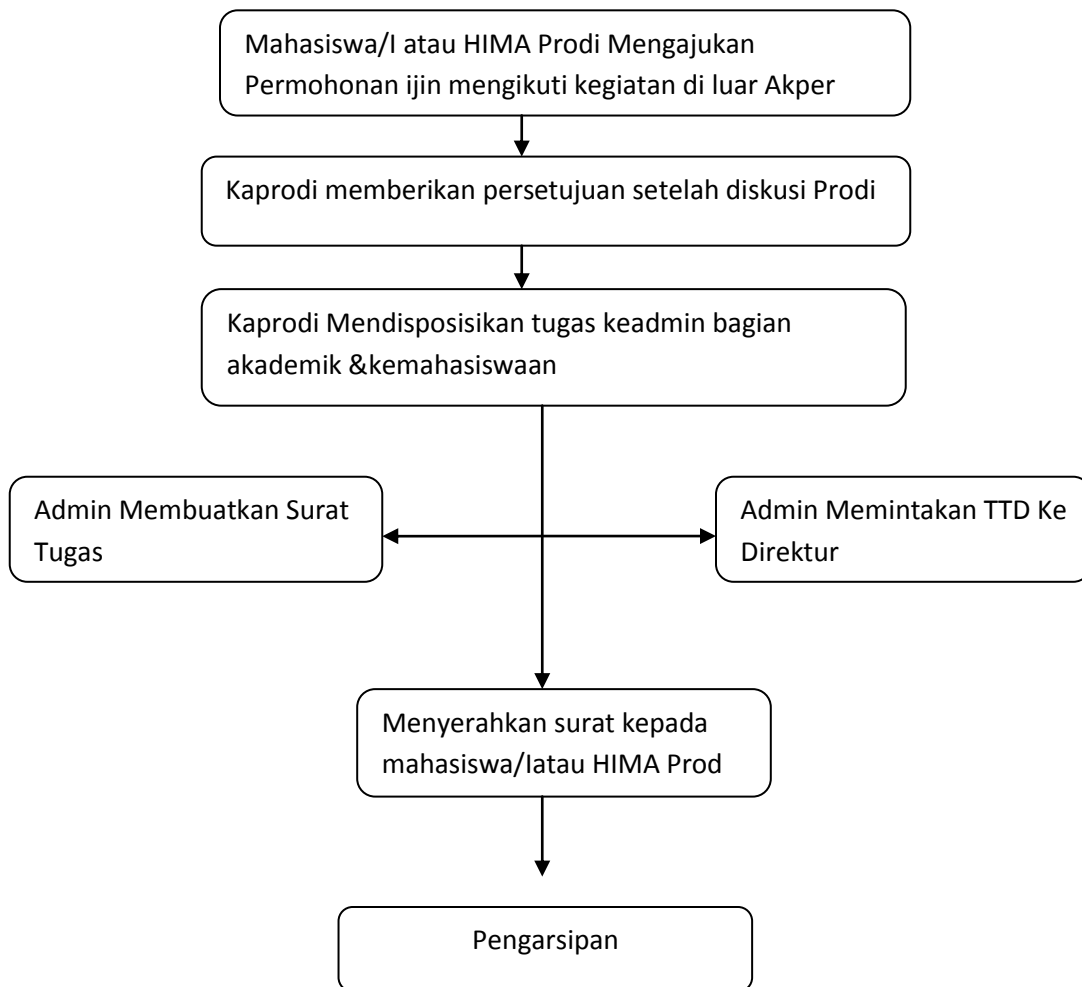 Mahasiswa/I atau HIMA Prodi Mengajukan
Permohonan ijin mengikuti kegiatan di luar Akper
Kaprodi memberikan persetujuan setelah diskusi Prodi
Kaprodi Mendisposisikan tugas keadmin bagian
akademik &kemahasiswaan
Admin Membuatkan Surat
Tugas
Admin Memintakan TTD Ke
Direktur
Menyerahkan surat kepada
mahasiswa/Iatau HIMA Prod
Pengarsipan